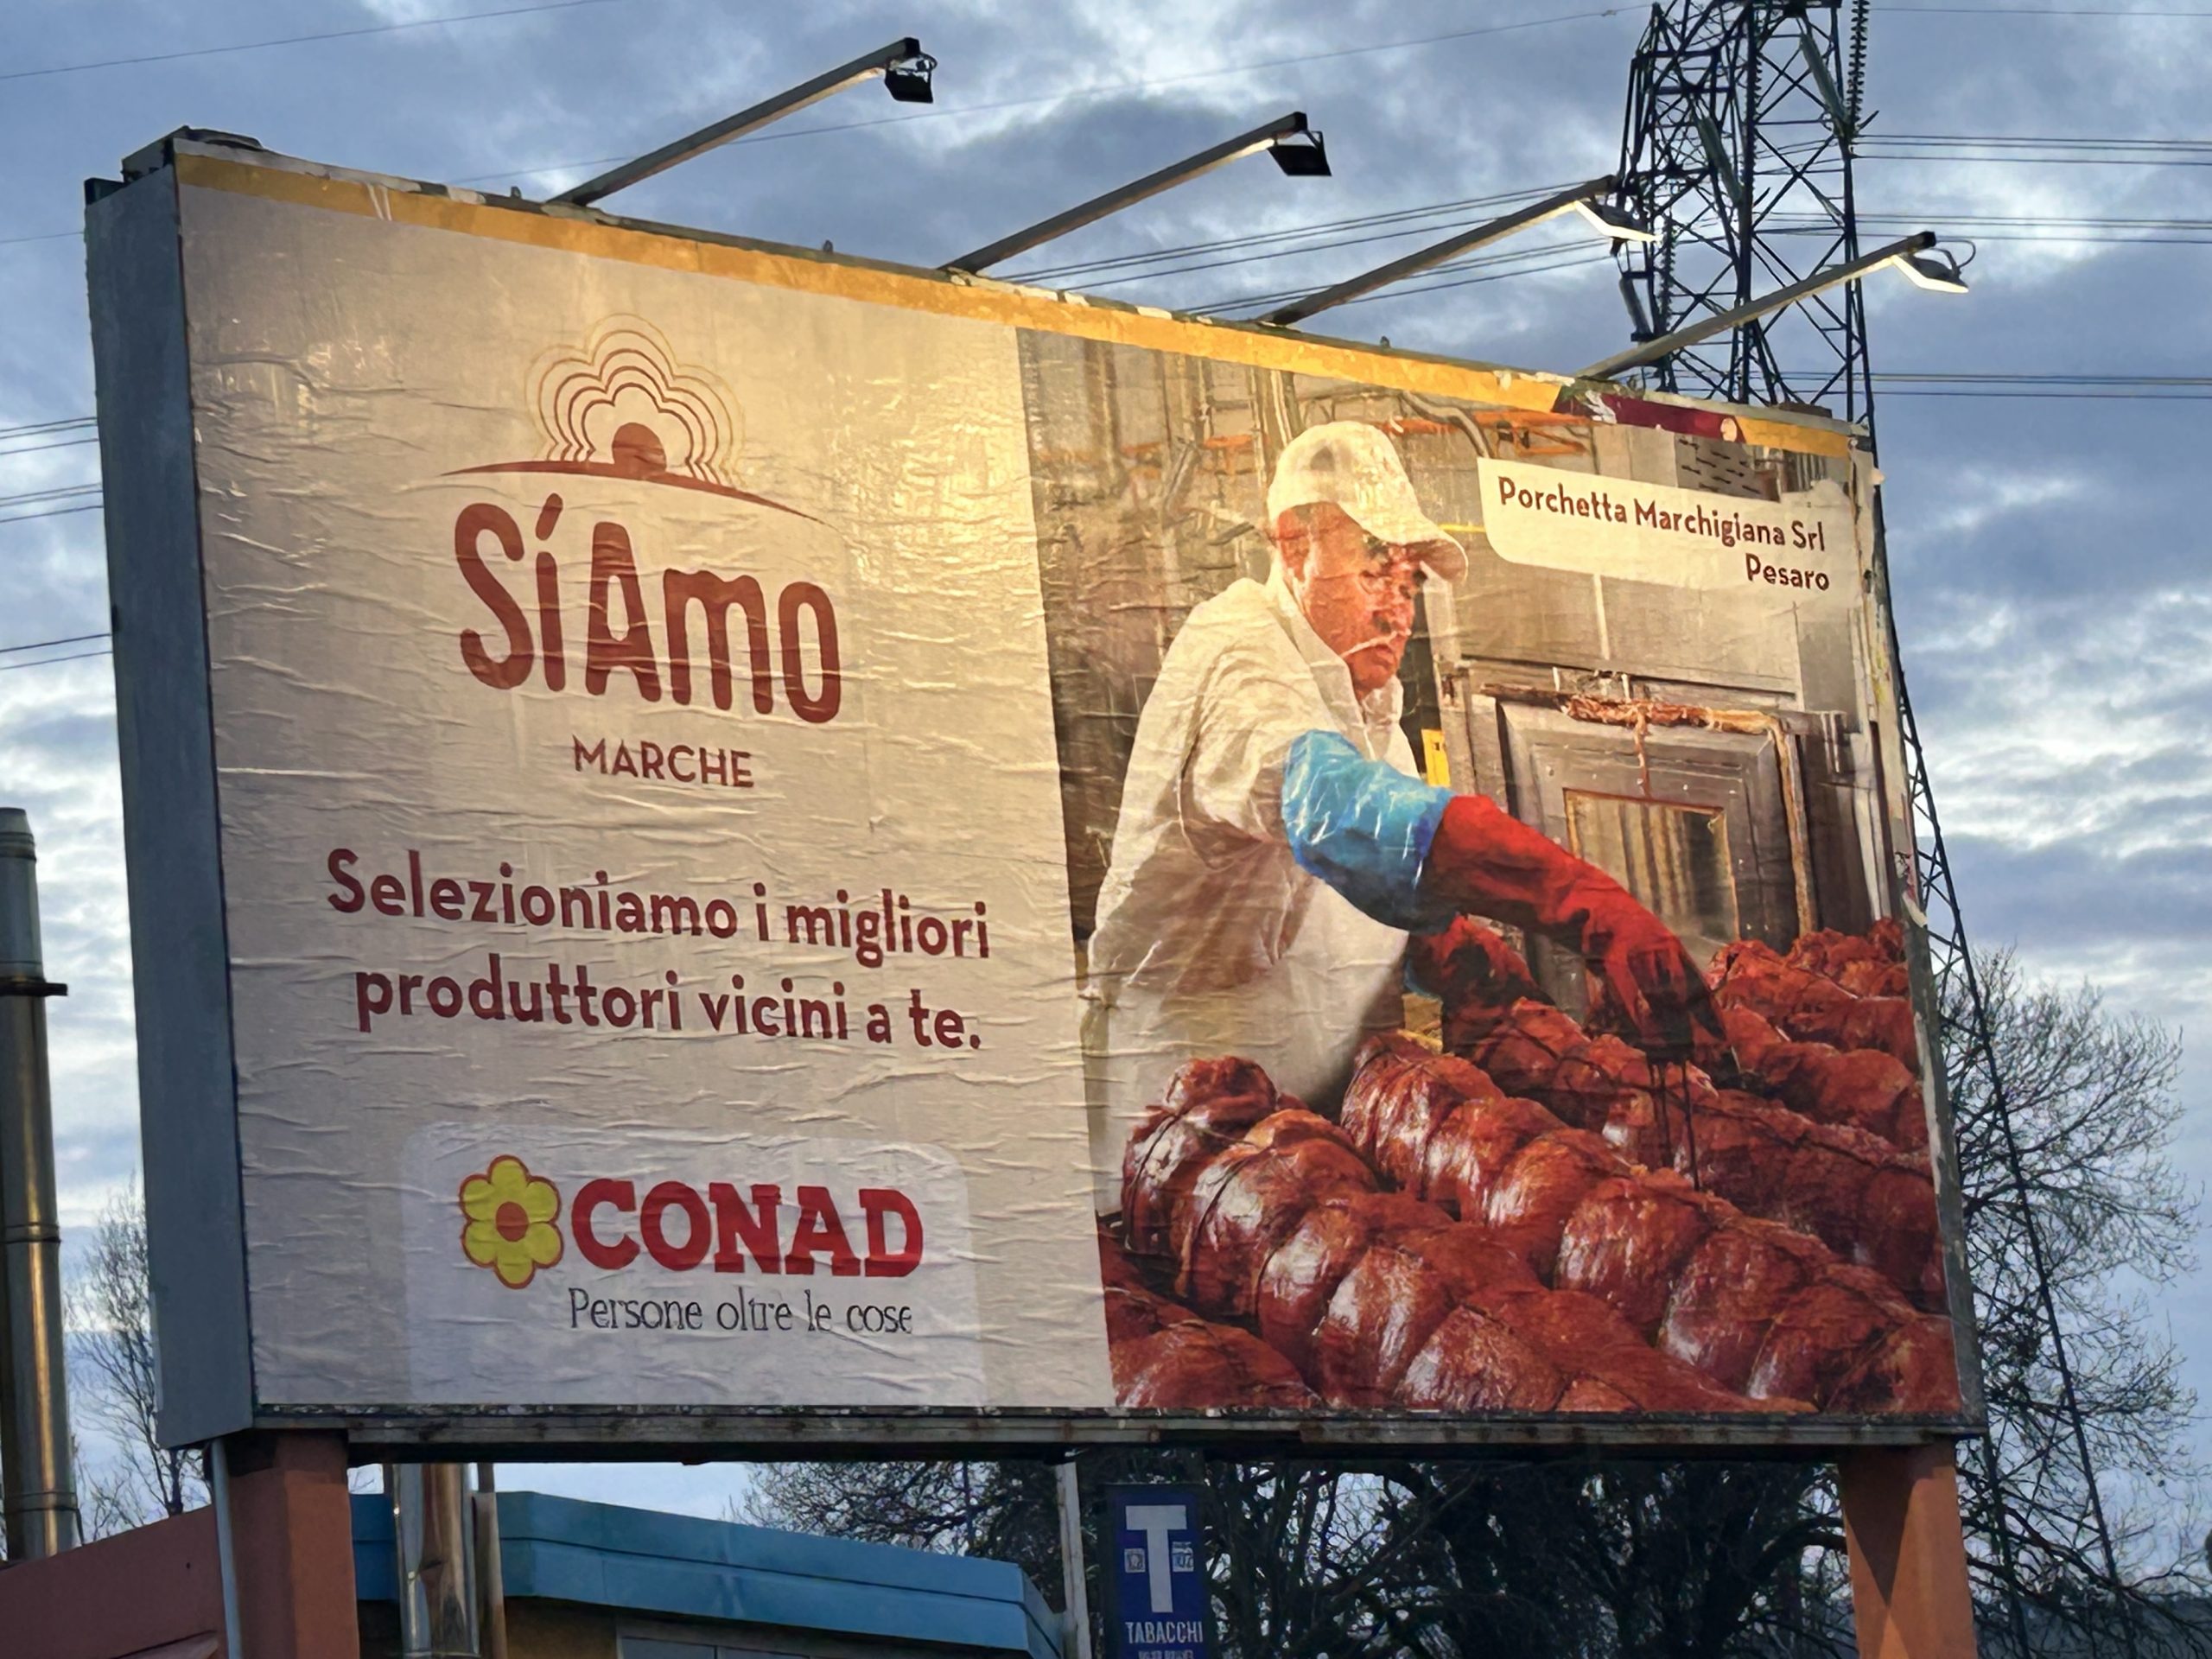 SíAmo
MARCHE
Selezioniamo i migliori
produttori vicini a te.
CONAD
Persone oltre le cose
Porchetta Marchigiana Srl
Pesaro
T
TABACCHI